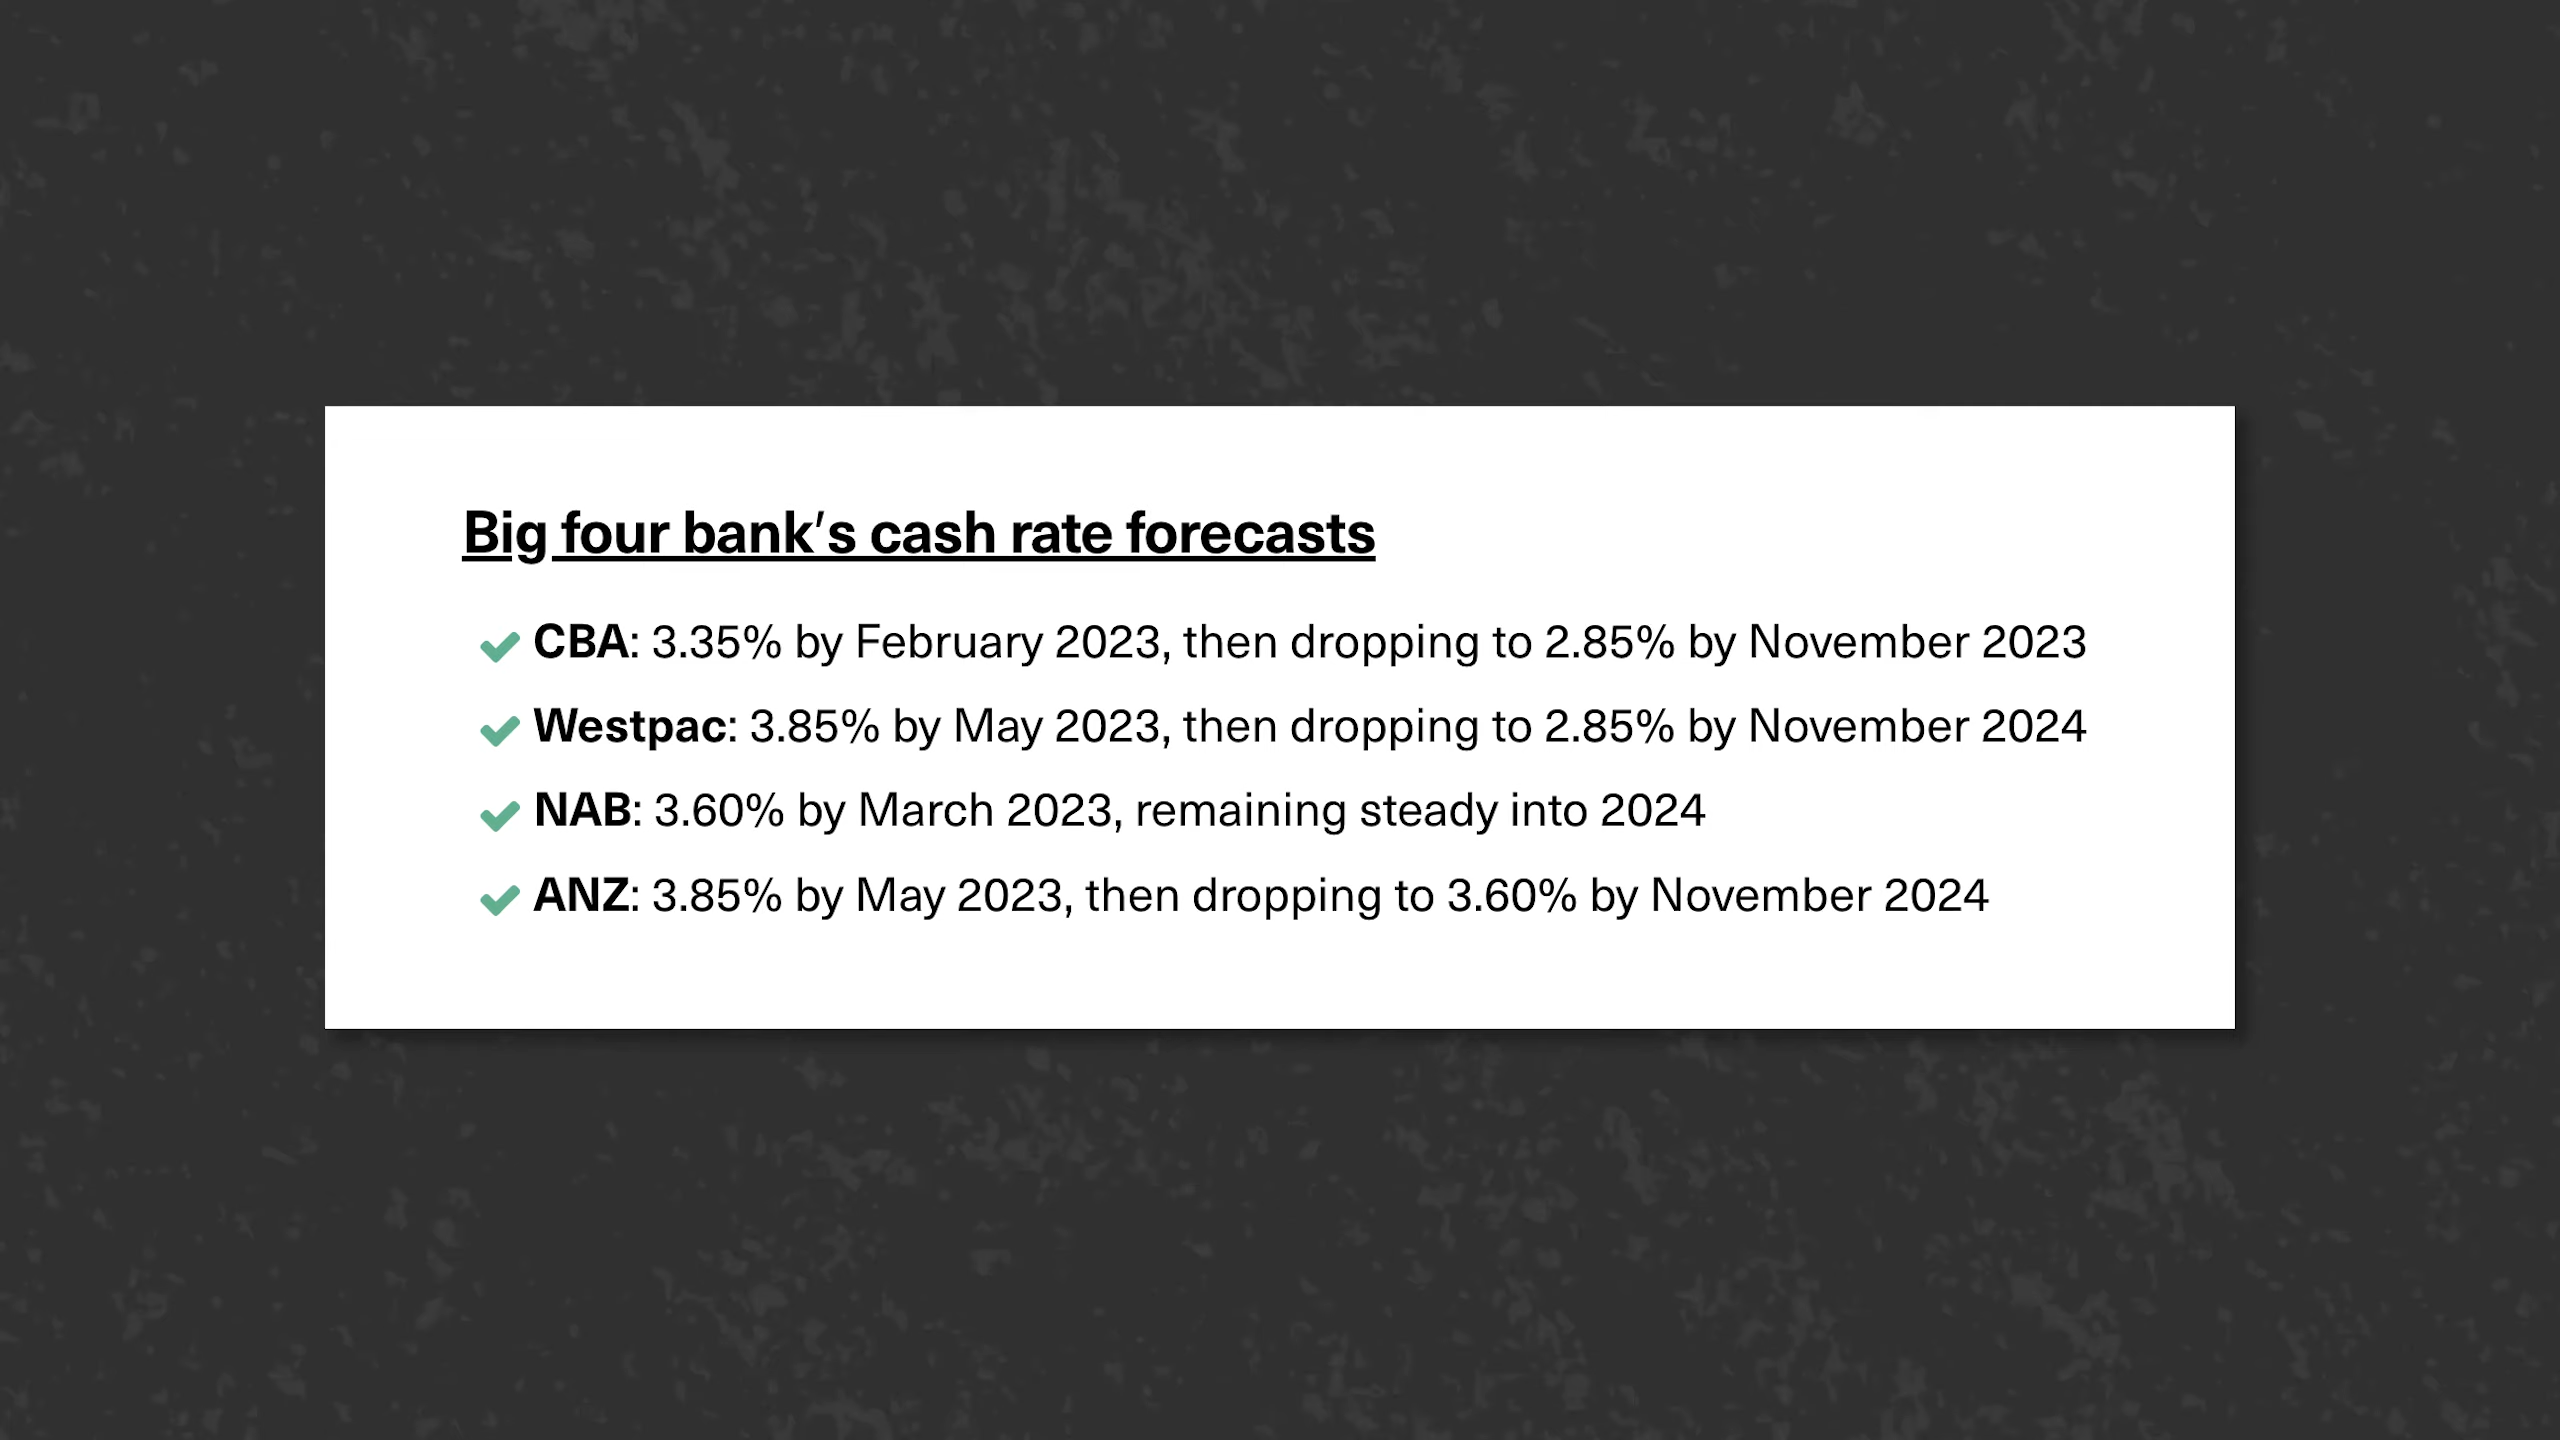 Big four bank's cash rate forecasts
CBA: 3.35% by February 2023, then dropping to 2.85% by November 2023
Westpac: 3.85% by May 2023, then dropping to 2.85% by November 2024
NAB: 3.60% by March 2023, remaining steady into 2024
ANZ: 3.85% by May 2023, then dropping to 3.60% by November 2024